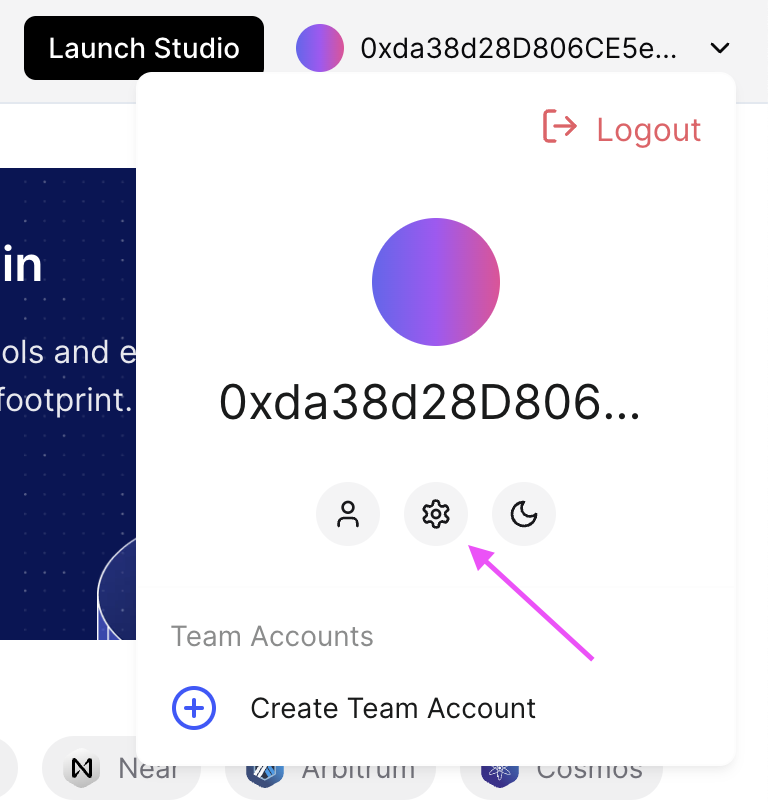 Launch Studio
0xda38d28D806CE5e...
Logout
in
ols and e
footprint.
0xda38d28D806...
Team Accounts
Create Team Account
Near
Arbitrum
Cosmos